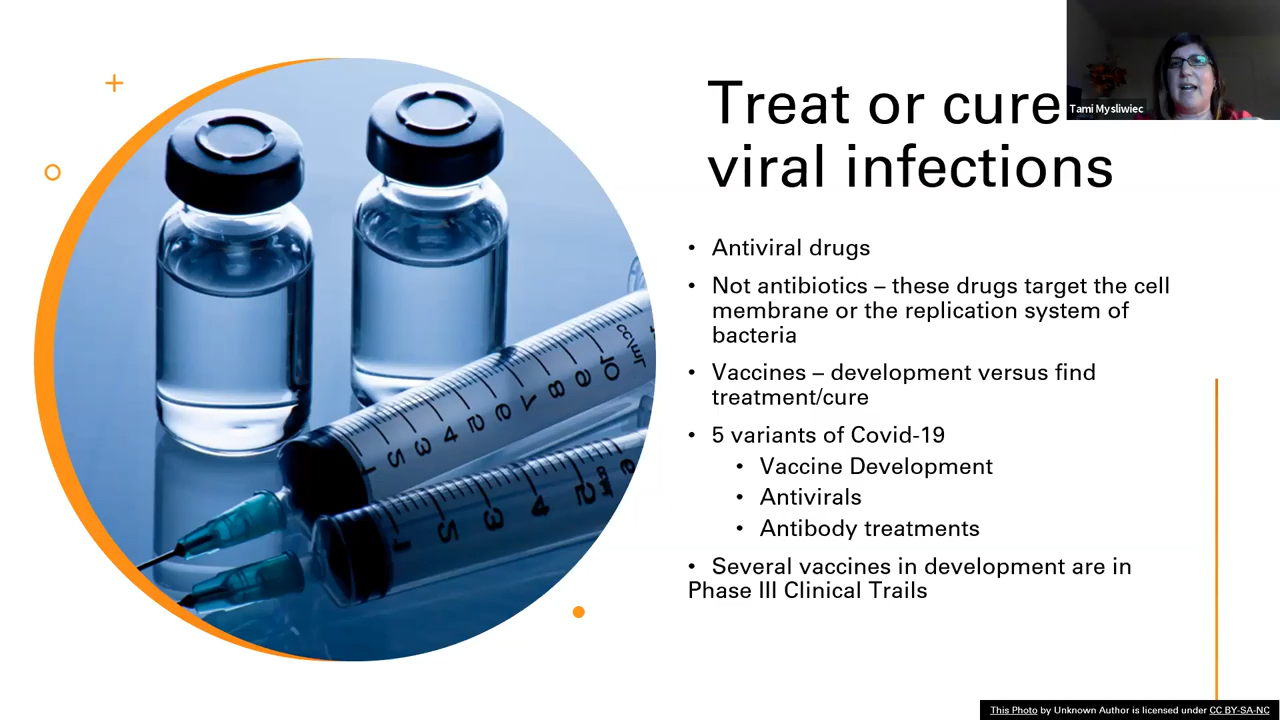 Treat or cure
viral infections
Tami Mysliwiec
• Antiviral drugs
• Not antibiotics – these drugs target the cell
membrane or the replication system of
bacteria
• Vaccines – development versus find
treatment/cure
• 5 variants of Covid-19
• Vaccine Development
• Antivirals
• Antibody treatments
• Several vaccines in development are in
Phase III Clinical Trails
This Photo by Unknown Author is licensed under CC BY-SA-NC